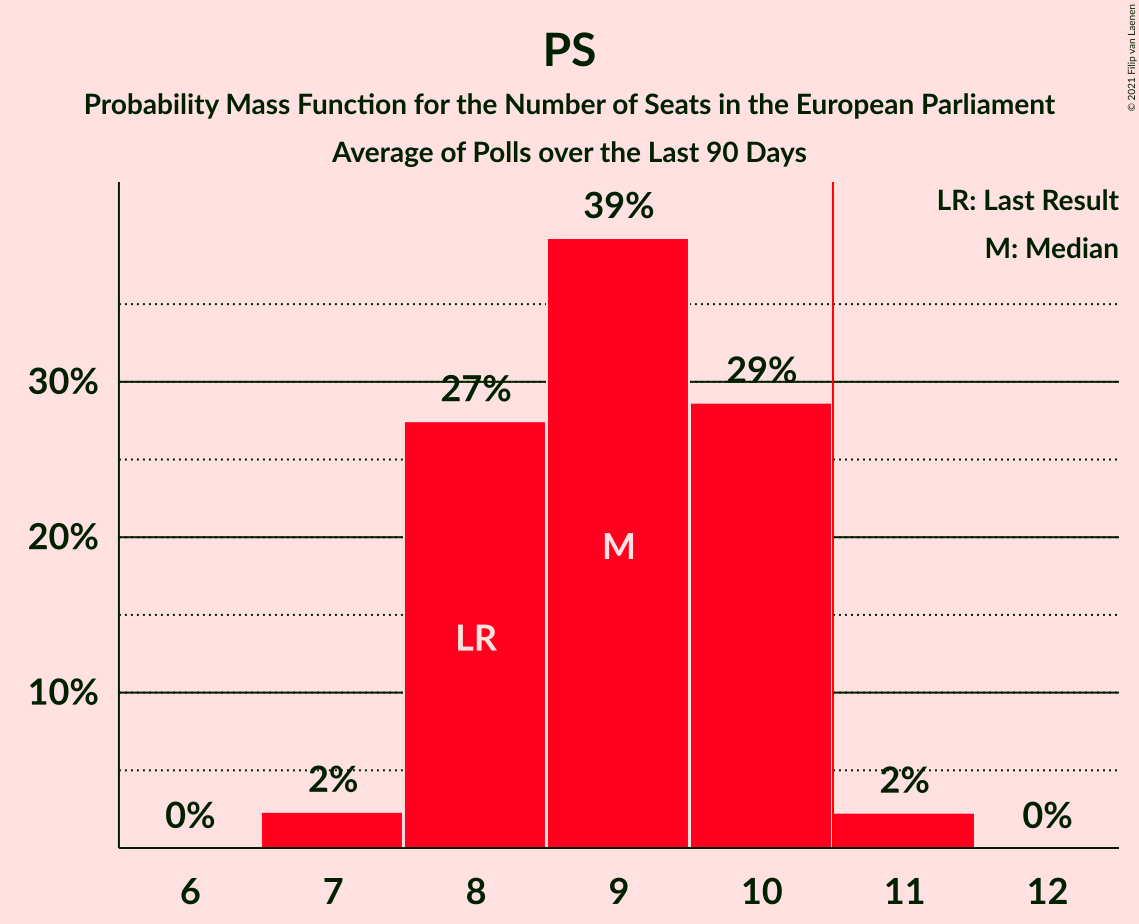 PS
Probability Mass Function for the Number of Seats in the European Parliament
Average of Polls over the Last 90 Days
© 2021 Filip van Laenen
LR: Last Result
M: Median
39%
30%
27%
29%
20%
M
LR
10%
2%
2%
0%
0%
6 7 8 9 10 11 12